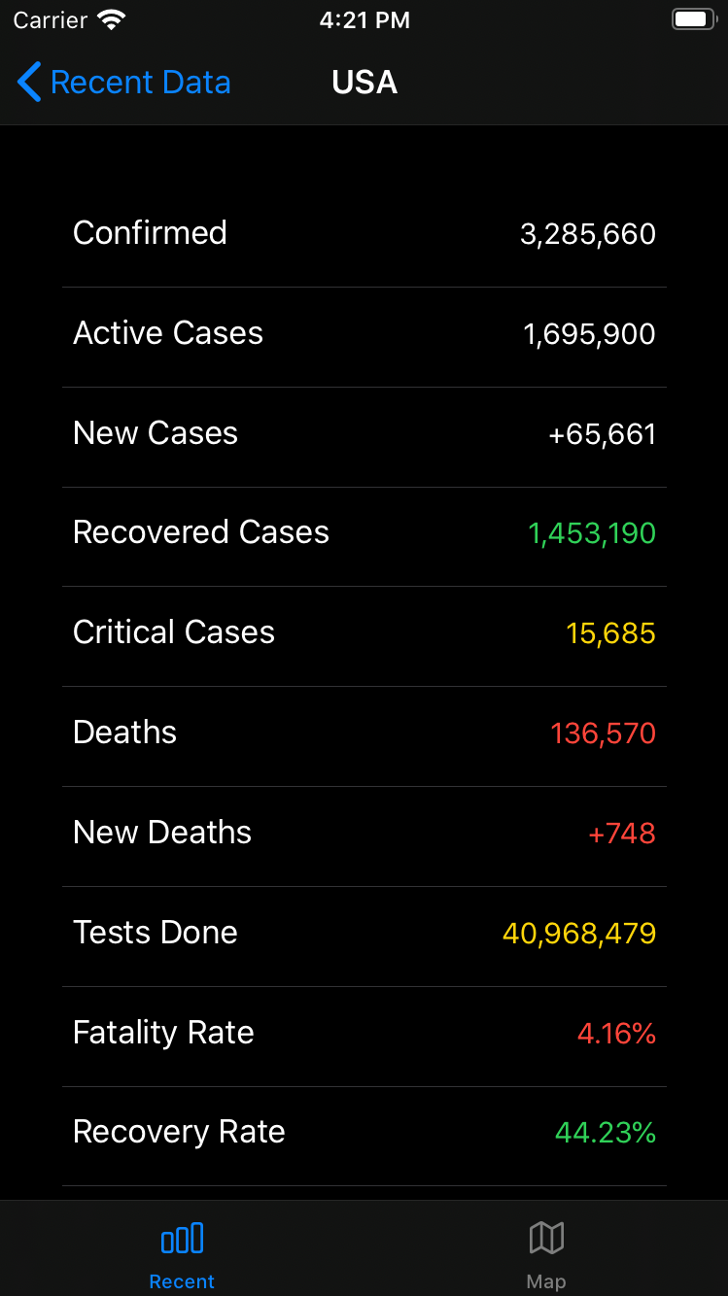 Carrier 4:21 PM
Recent Data USA
Confirmed 3,285,660
Active Cases 1,695,900
New Cases +65,661
Recovered Cases 1,453,190
Critical Cases 15,685
Deaths 136,570
New Deaths +748
Tests Done 40,968,479
Fatality Rate 4.16%
Recovery Rate 44.23%
Recent Map